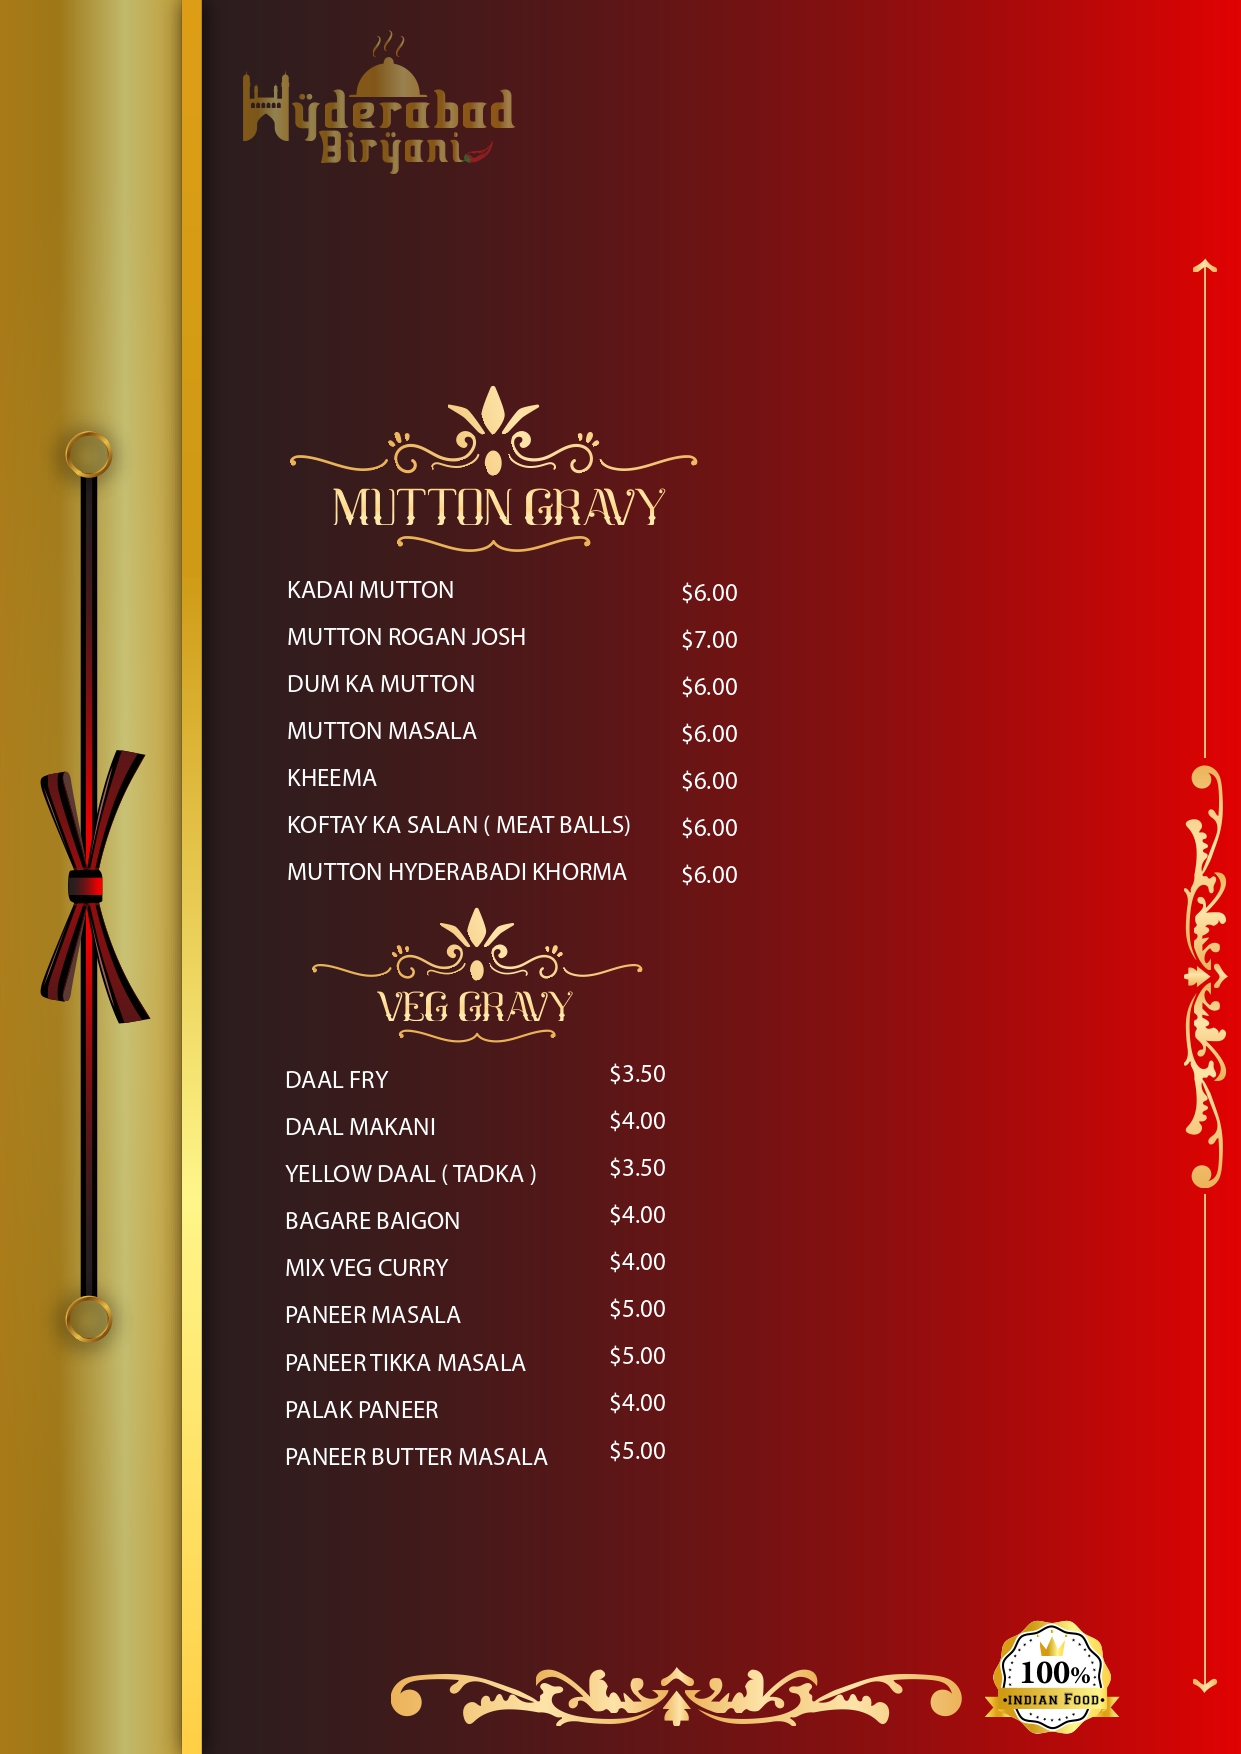 Hÿderabad
Birÿani
MUTTON GRAVY
KADAI MUTTON $6.00
MUTTON ROGAN JOSH $7.00
DUM KA MUTTON $6.00
MUTTON MASALA $6.00
KHEEMA $6.00
KOFTAY KA SALAN ( MEAT BALLS) $6.00
MUTTON HYDERABADI KHORMA $6.00
VEG GRAVY
DAAL FRY $3.50
DAAL MAKANI $4.00
YELLOW DAAL ( TADKA ) $3.50
BAGARE BAIGON $4.00
MIX VEG CURRY $4.00
PANEER MASALA $5.00
PANEER TIKKA MASALA $5.00
PALAK PANEER $4.00
PANEER BUTTER MASALA $5.00
100%
•INDIAN FOOD•